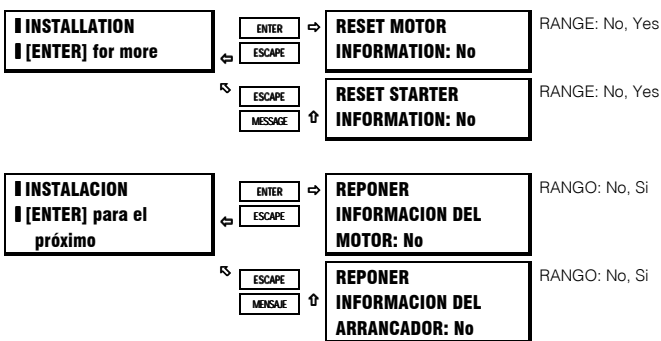 INSTALLATION
[ENTER] for more
ENTER
ESCAPE
RESET MOTOR
INFORMATION: No
RANGE: No, Yes
ESCAPE
MESSAGE
RESET STARTER
INFORMATION: No
RANGE: No, Yes
INSTALACION
[ENTER] para el
próximo
ENTER
ESCAPE
REPONER
INFORMACION DEL
MOTOR: No
RANGO: No, Si
ESCAPE
MENSAJE
REPONER
INFORMACION DEL
ARRANCADOR: No
RANGO: No, Si